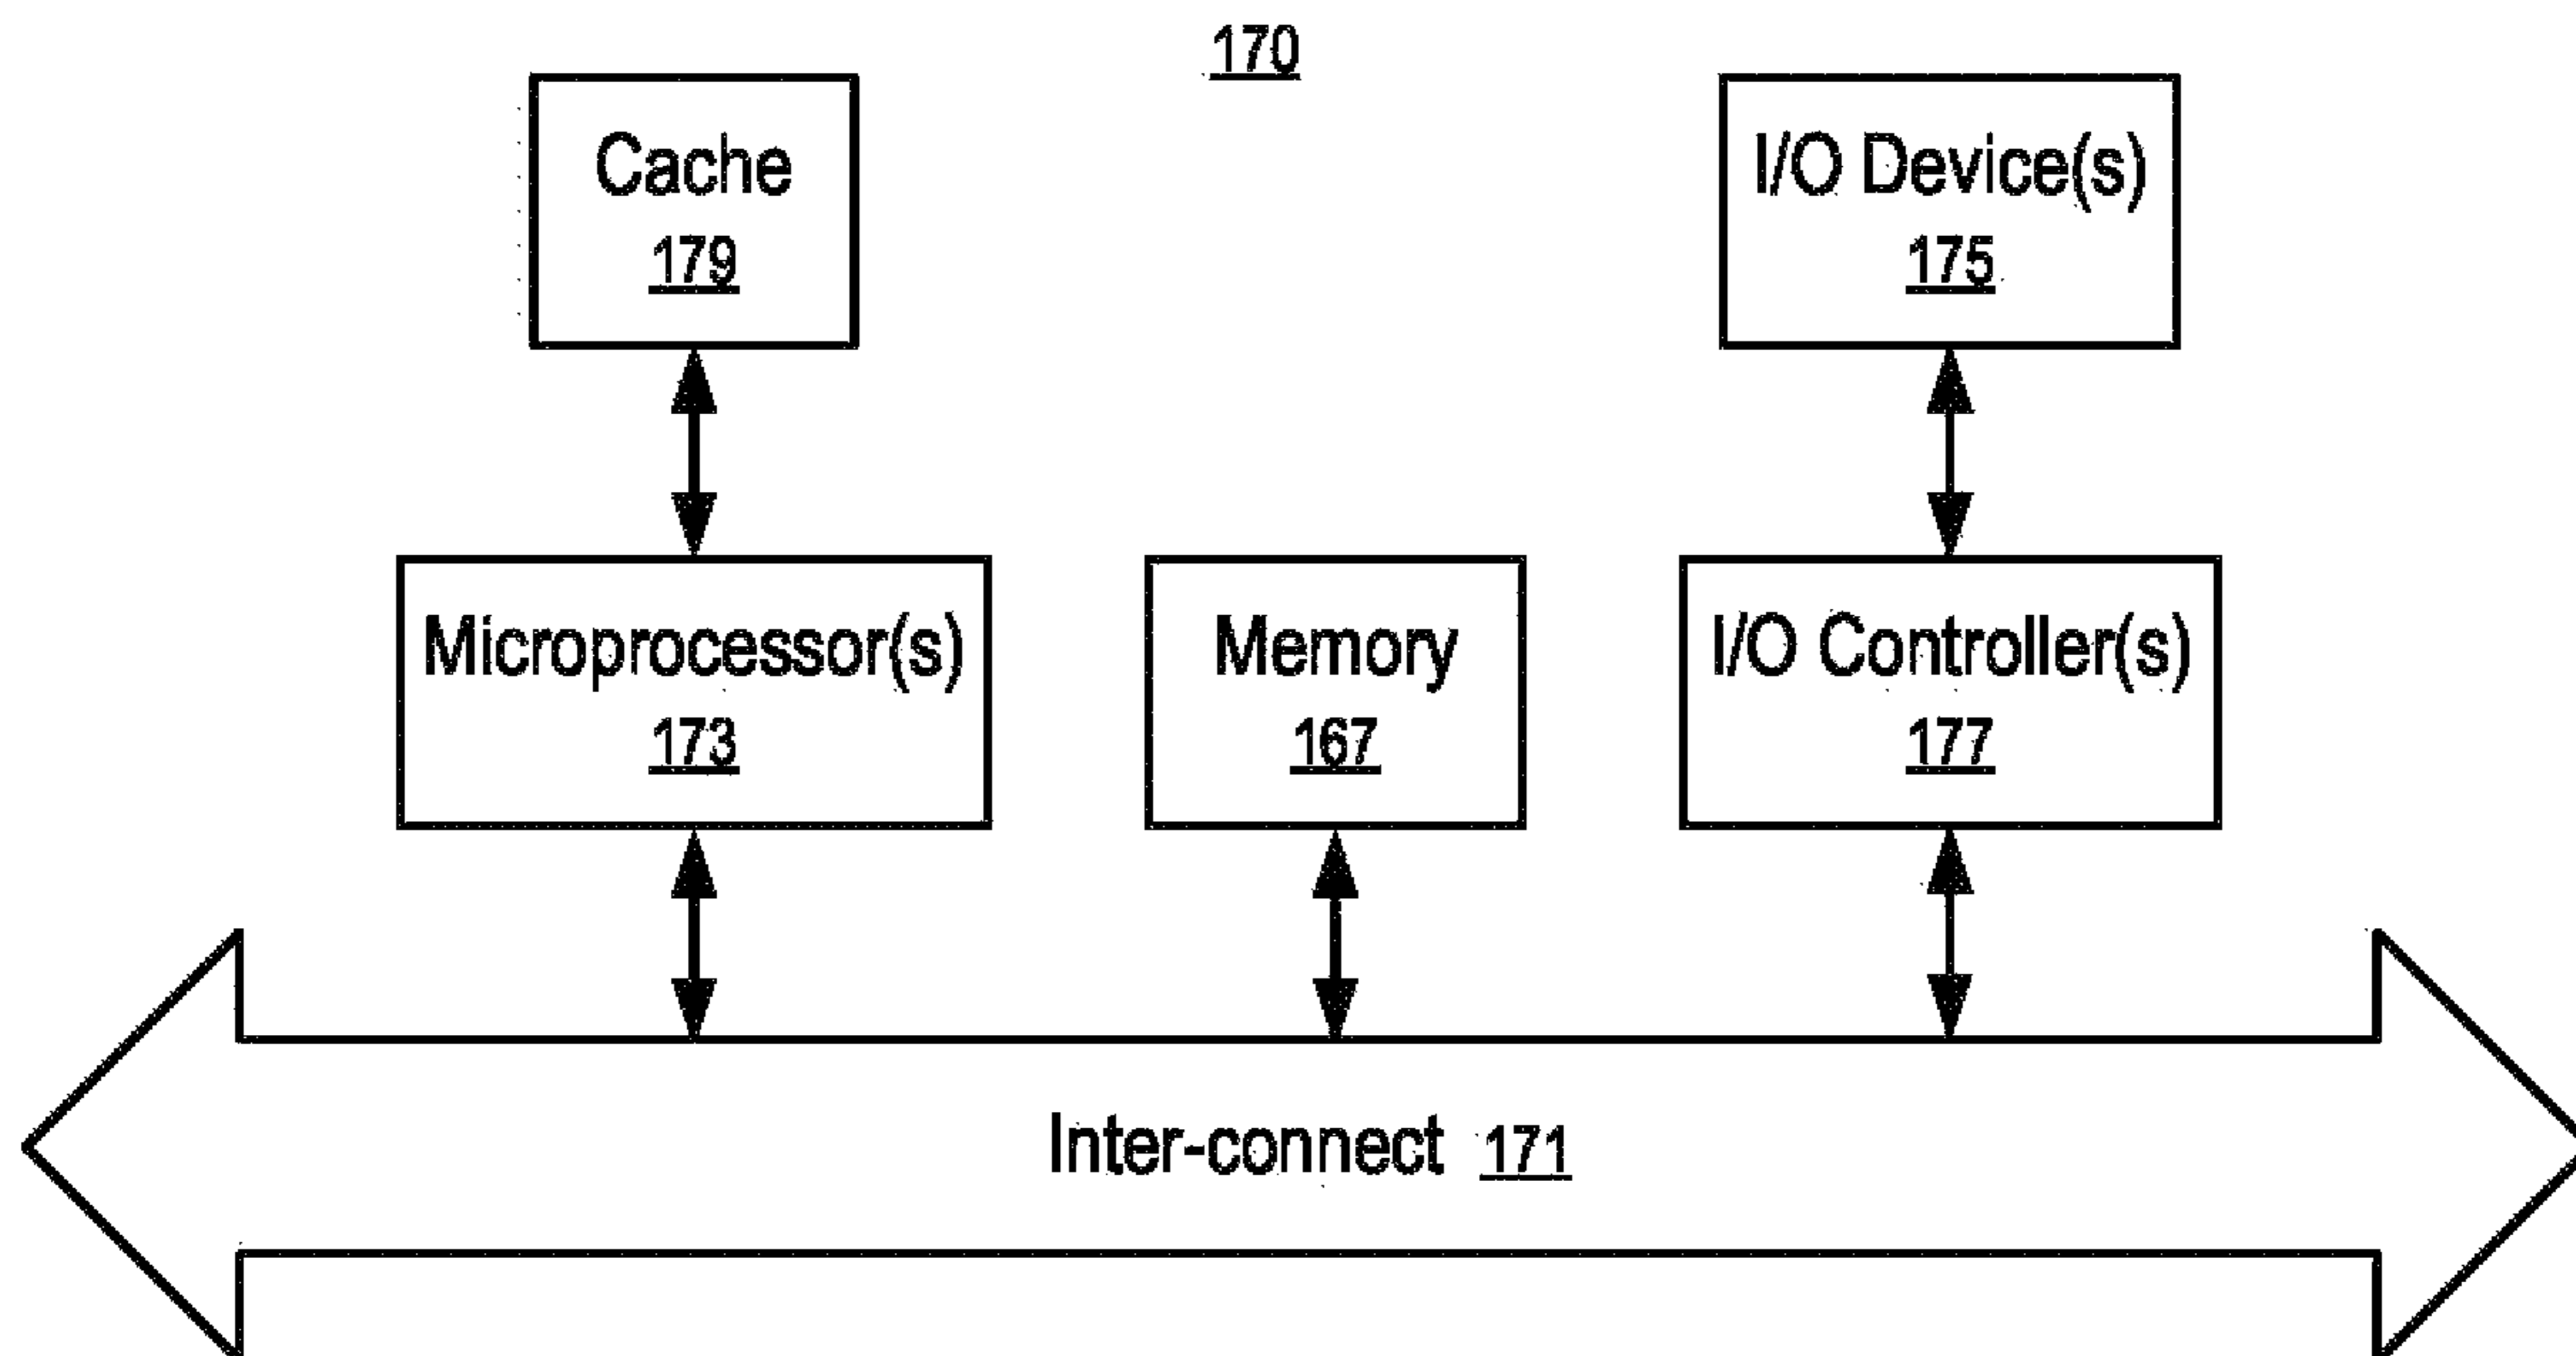 170
Cache
179
I/O Device(s)
175
Microprocessor(s)
173
Memory
167
I/O Controller(s)
177
Inter-connect 171